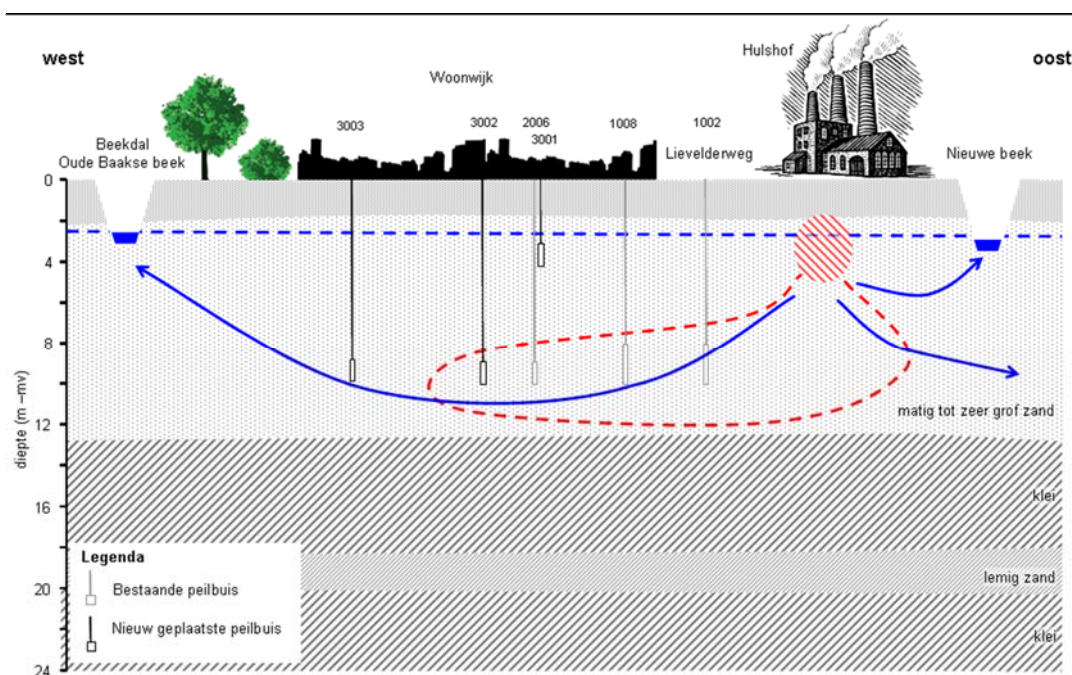 Hulshof
west
oost
Woonwijk
3003
3002
2006
3001
1008
1002
Beekdal
Oude Baakse beek
Lievelderweg
Nieuwe beek
0
4
8
12
16
20
24
diepte (m –mv)
matig tot zeer grof zand
klei
lemig zand
klei
Legenda
Bestaande peilbuis
Nieuw geplaatste peilbuis